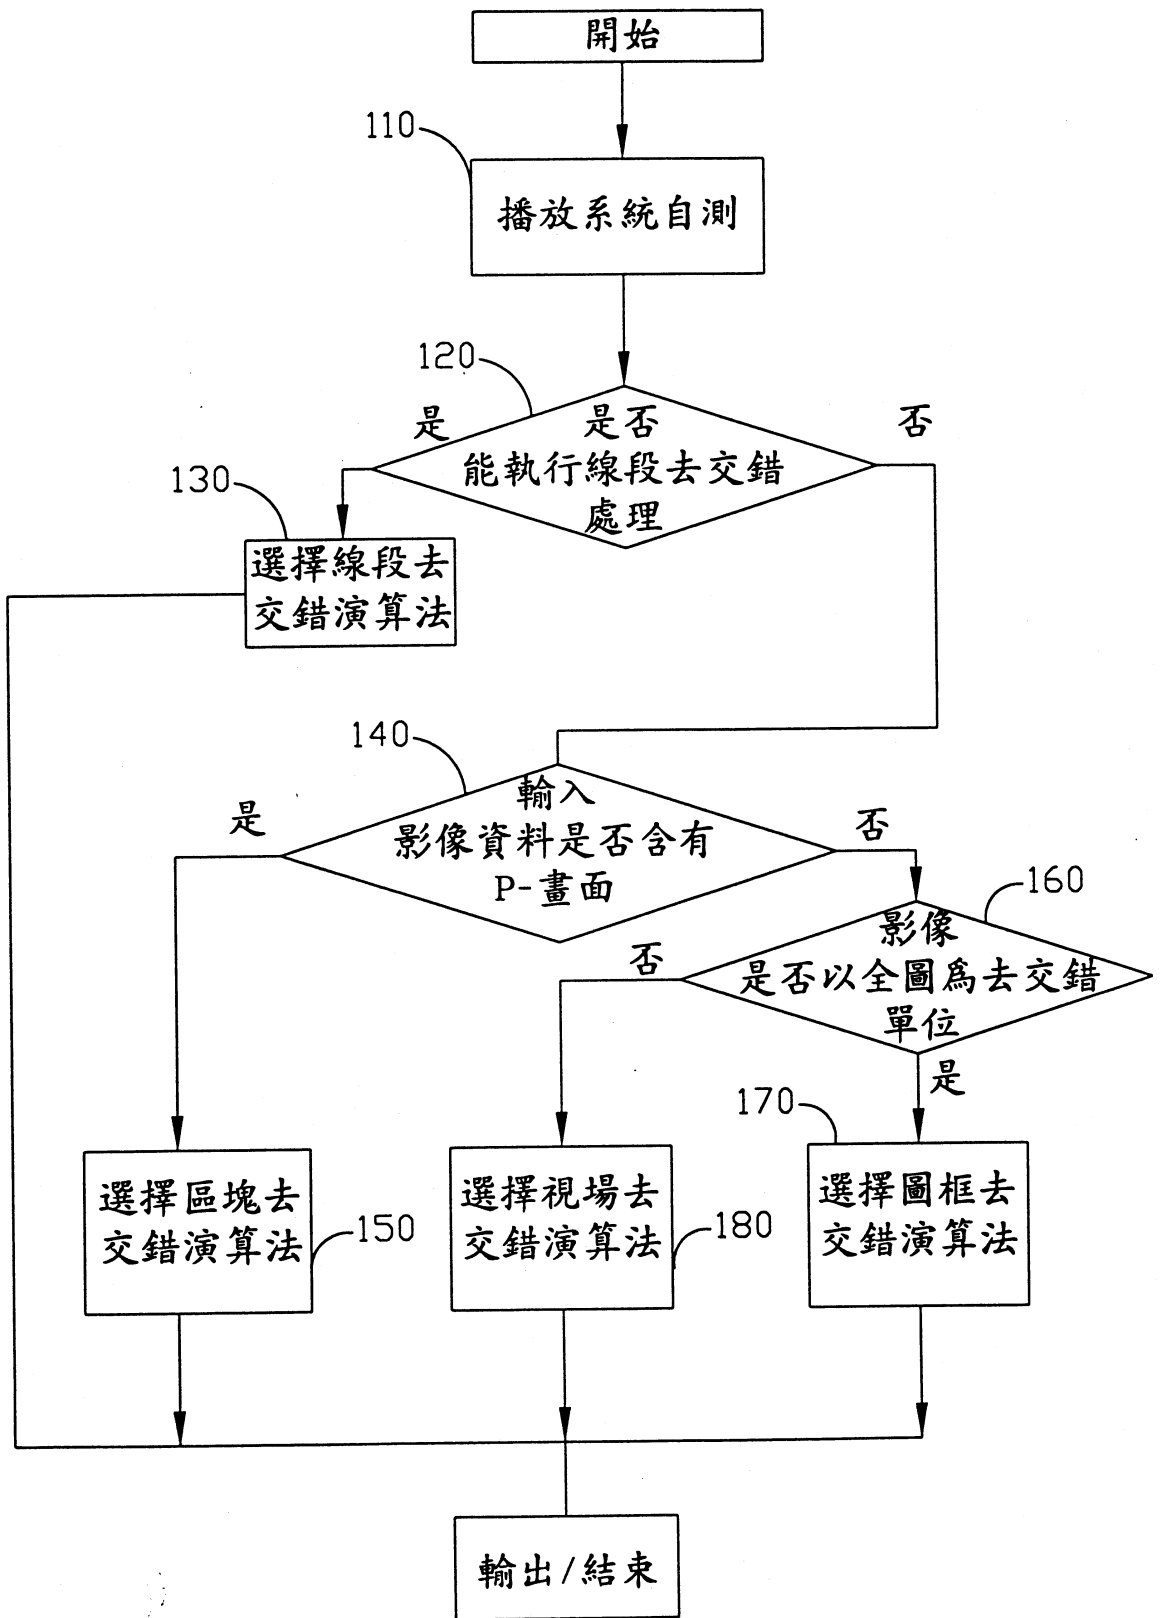 開始
110
播放系統自測
120
是
是否
否
能執行線段去交錯
處理
130
選擇線段去
交錯演算法
140
輸入
是
影像資料是否含有
否
P-畫面
160
影像
否
是否以全圖爲去交錯
單位
是
170
選擇區塊去
交錯演算法
150
選擇視場去
交錯演算法
180
選擇圖框去
交錯演算法
輸出/結束